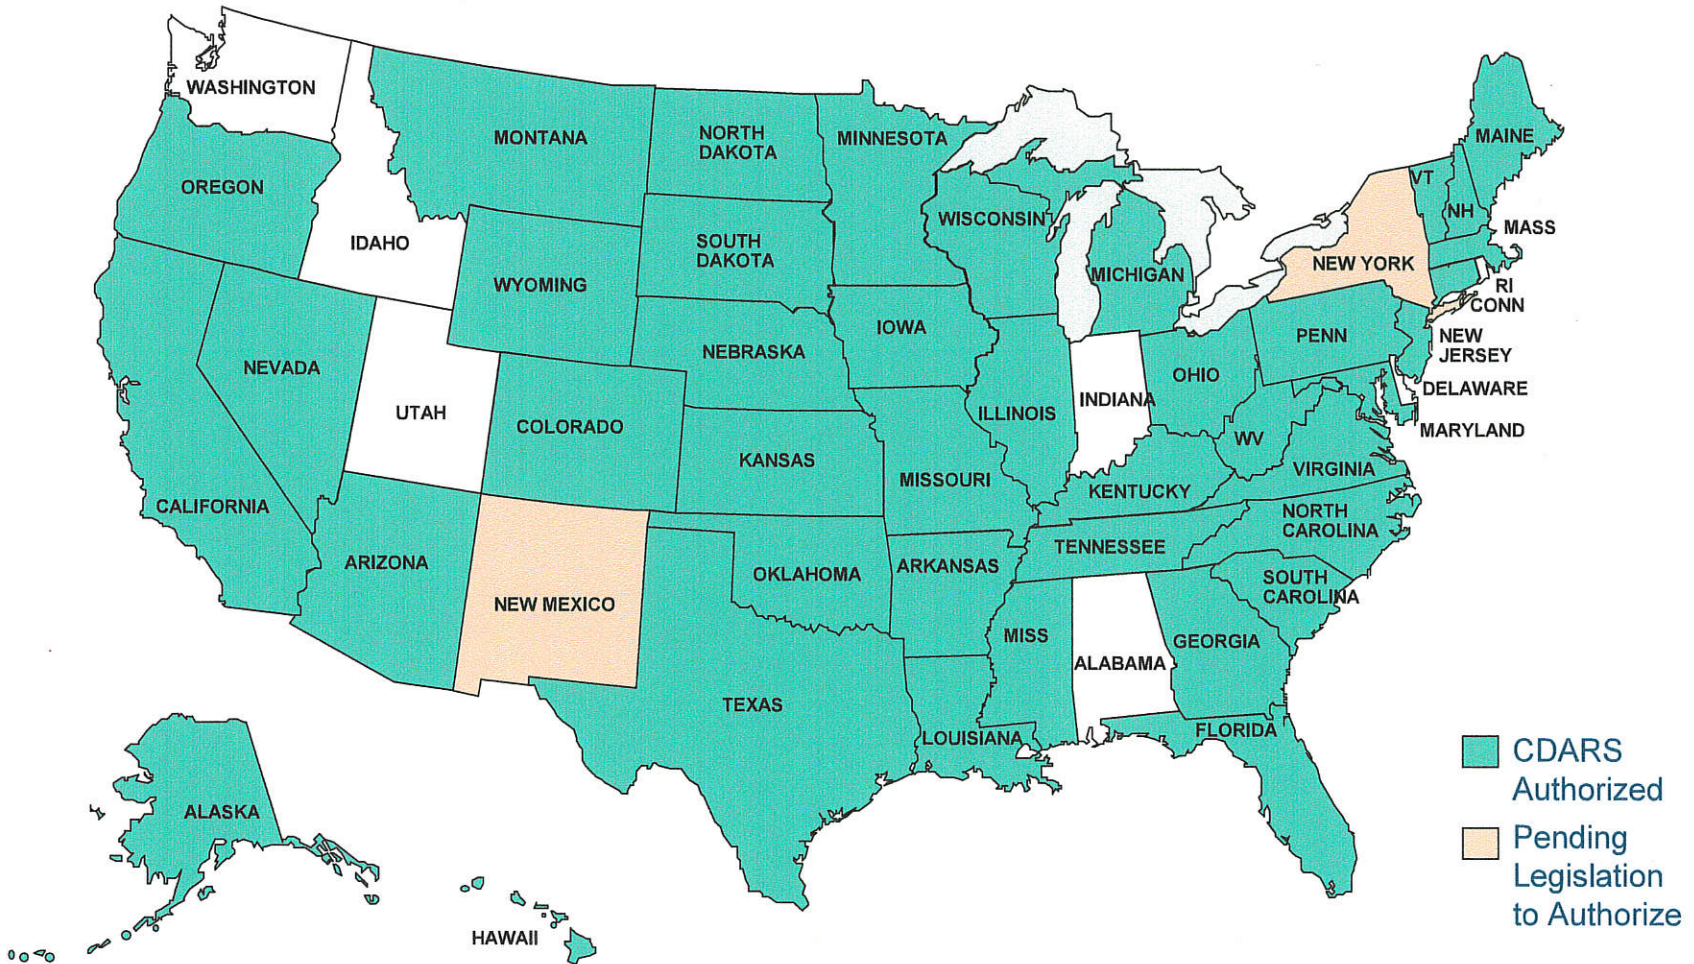 WASHINGTON
MONTANA
NORTH
DAKOTA
MINNESOTA
MAINE
OREGON
IDAHO
WYOMING
SOUTH
DAKOTA
WISCONSIN
MICHIGAN
NEW YORK
VT
NH
MASS
RI
CONN
NEVADA
UTAH
COLORADO
NEBRASKA
IOWA
ILLINOIS
INDIANA
OHIO
PENN
NEW
JERSEY
DELAWARE
MARYLAND
CALIFORNIA
KANSAS
MISSOURI
KENTUCKY
WV
VIRGINIA
ARIZONA
NEW MEXICO
OKLAHOMA
ARKANSAS
TENNESSEE
NORTH
CAROLINA
SOUTH
CAROLINA
TEXAS
LOUISIANA
MISS
ALABAMA
GEORGIA
FLORIDA
ALASKA
HAWAII
CDARS
Authorized
Pending
Legislation
to Authorize